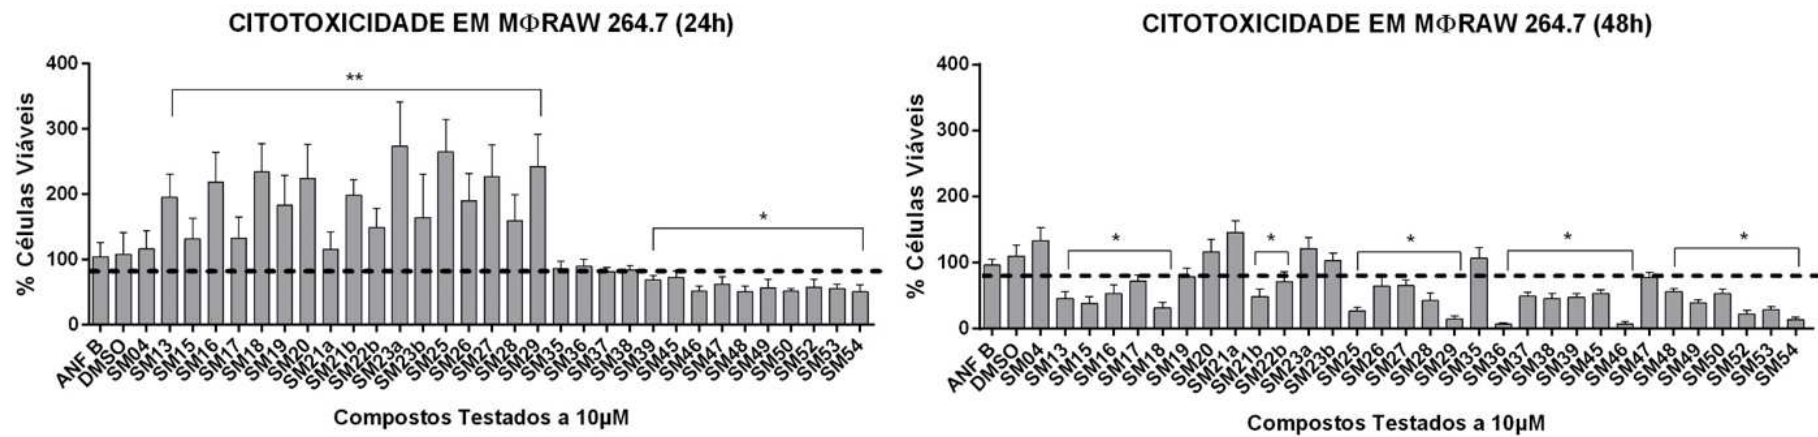 CITOTOXICIDADE EM MΦRAW 264.7 (24h)
% Células Viáveis
400
300
200
100
0
**
*
ANF B
DMSO
SM04
SM13
SM15
SM16
SM17
SM18
SM19
SM20
SM21a
SM21b
SM22b
SM23a
SM23b
SM25
SM26
SM27
SM28
SM29
SM35
SM36
SM37
SM38
SM39
SM45
SM46
SM47
SM48
SM49
SM50
SM52
SM53
SM54
Compostos Testados a 10µM
CITOTOXICIDADE EM MΦRAW 264.7 (48h)
% Células Viáveis
400
300
200
100
0
*
*
*
*
*
ANF B
DMSO
SM04
SM13
SM15
SM16
SM17
SM18
SM19
SM20
SM21a
SM21b
SM22b
SM23a
SM23b
SM25
SM26
SM27
SM28
SM29
SM35
SM36
SM37
SM38
SM39
SM45
SM46
SM47
SM48
SM49
SM50
SM52
SM53
SM54
Compostos Testados a 10µM